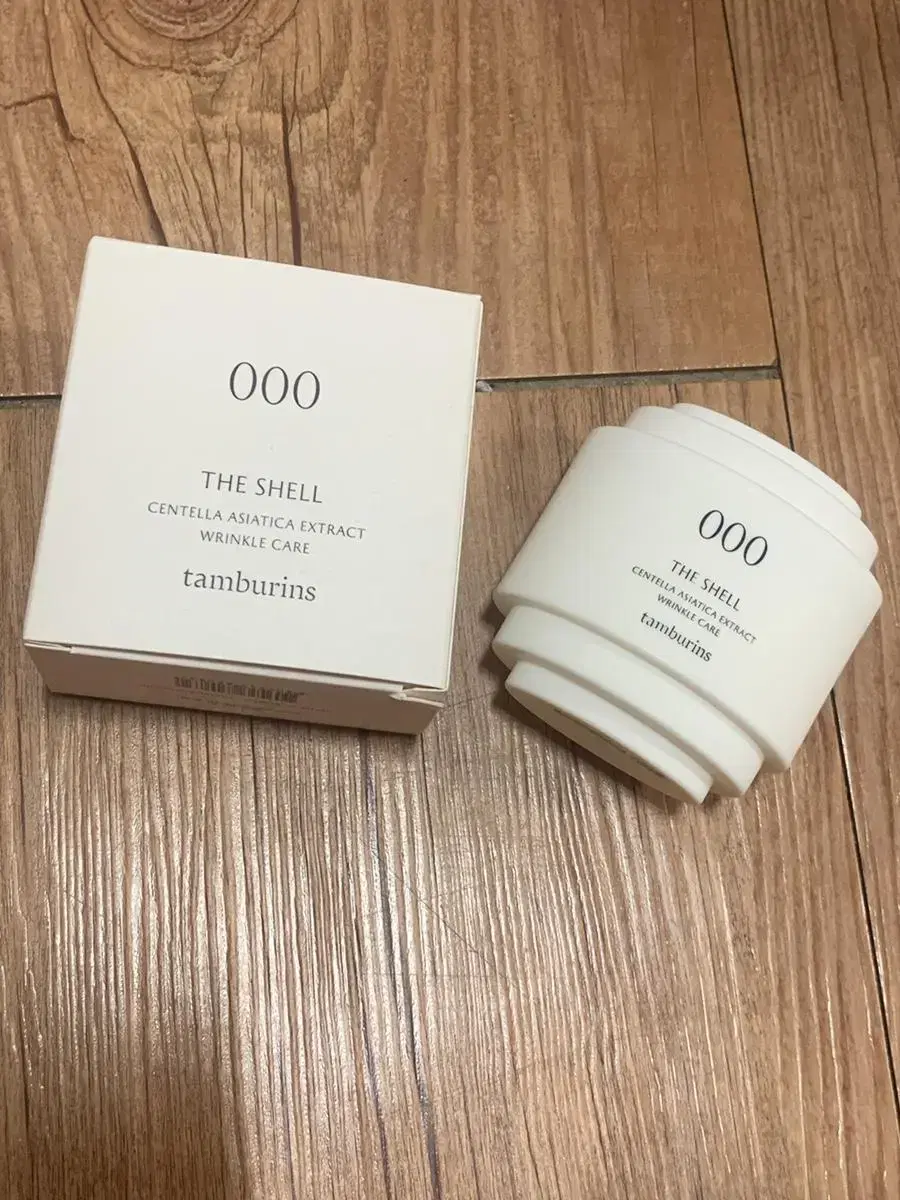 000
THE SHELL
CENTELLA ASIATICA EXTRACT
WRINKLE CARE
tamburins
000
THE SHELL
CENTELLA ASIATICA EXTRACT
WRINKLE CARE
tamburins